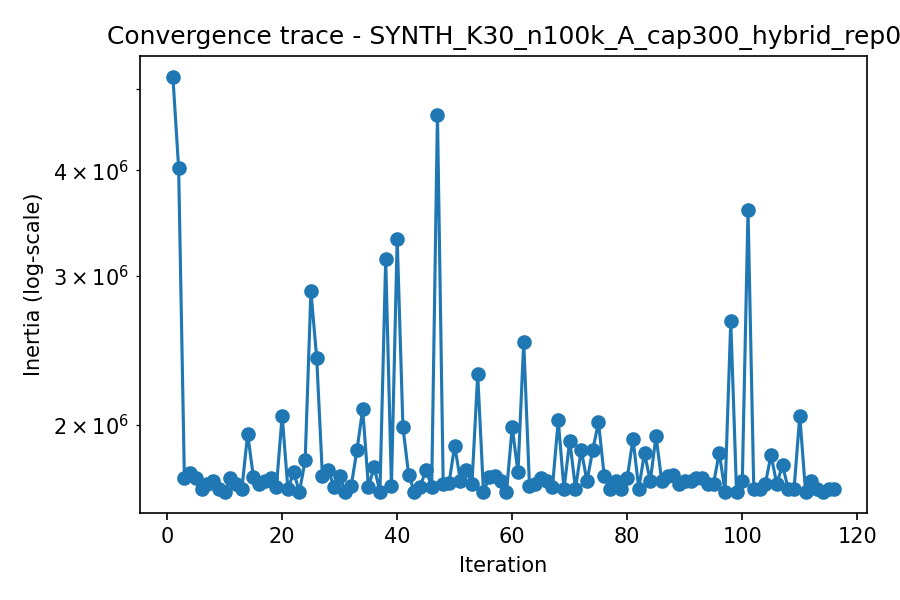 Convergence trace - SYNTH_K30_n100k_A_cap300_hybrid_rep0
Inertia (log-scale)
4 × 10⁶
3 × 10⁶
2 × 10⁶
0 20 40 60 80 100 120
Iteration